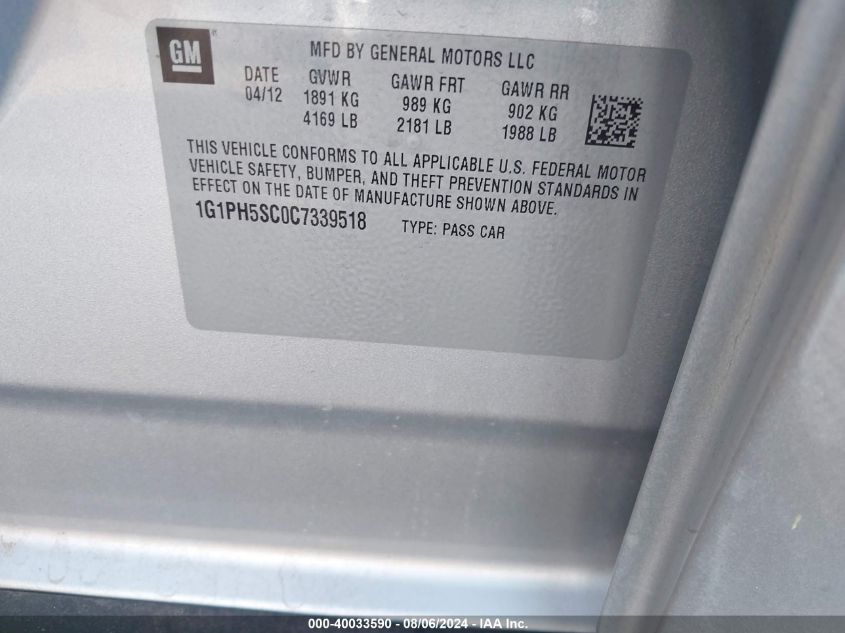 GM
MFD BY GENERAL MOTORS LLC
DATE GVWR GAWR FRT GAWR RR
04/12 1891 KG 989 KG 902 KG
4169 LB 2181 LB 1988 LB
THIS VEHICLE CONFORMS TO ALL APPLICABLE U.S. FEDERAL MOTOR
VEHICLE SAFETY, BUMPER, AND THEFT PREVENTION STANDARDS IN
EFFECT ON THE DATE OF MANUFACTURE SHOWN ABOVE.
1G1PH5SC0C7339518 TYPE: PASS CAR
000-40033590 - 08/06/2024 - IAA Inc.